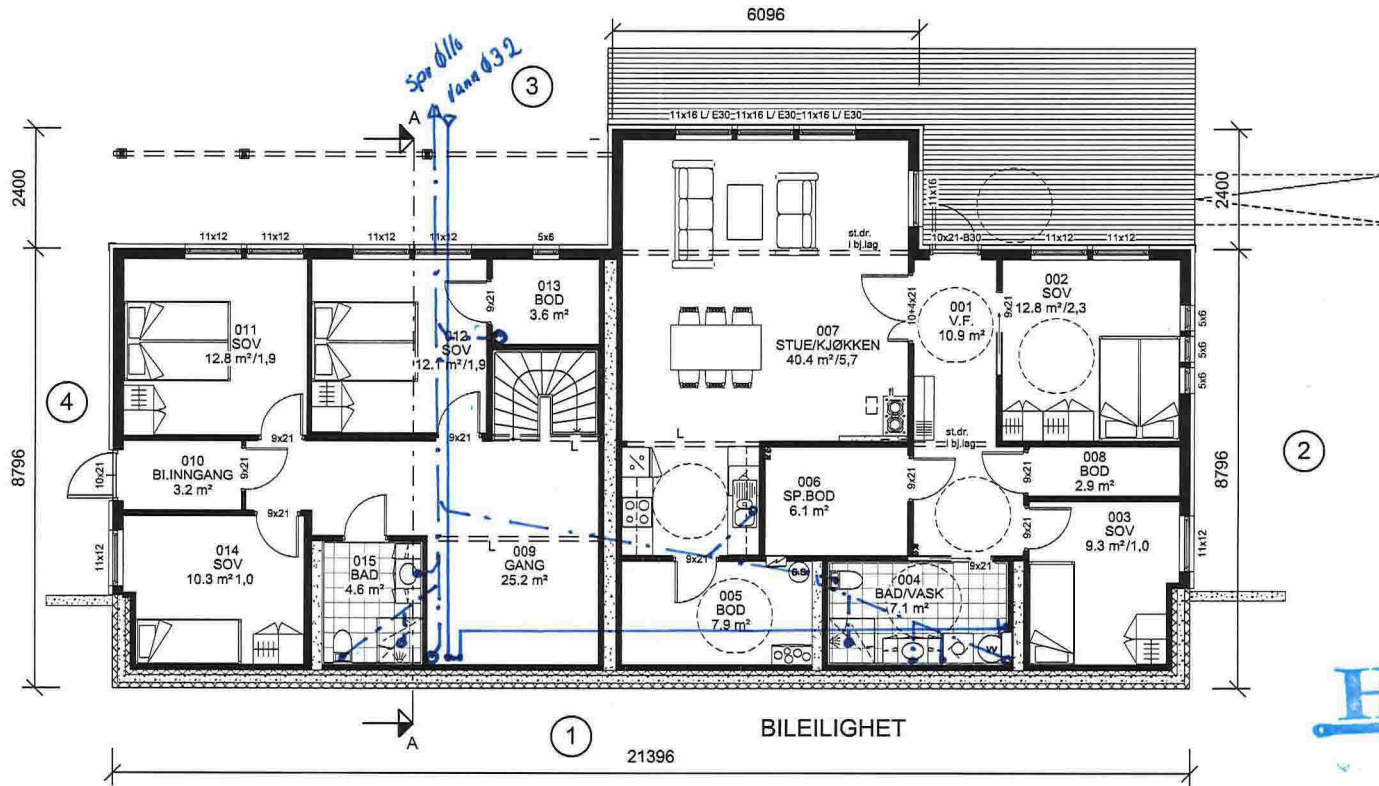 6096
Spv Ø110
Vann Ø32
3
A
11x16 L/ E30
11x16 L/ E30
11x16 L/ E30
2400
2400
11x16
11x12
11x12
11x12
11x12
5x6
st.dr.
i bj.lag
10x21-B30
11x12
11x12
013
BOD
3.6 m²
9x21
002
SOV
12.8 m²/2,3
10+4x21
001
V.F.
10.9 m²
9x21
5x6
5x6
5x6
011
SOV
12.8 m²/1,9
012
SOV
12.1 m²/1,9
007
STUE/KJØKKEN
40.4 m²/5,7
4
8796
9x21
9x21
L
L
st.dr.
i bj.lag
2
8796
10x21
010
BI.INNGANG
3.2 m²
9x21
006
SP.BOD
6.1 m²
9x21
9x21
008
BOD
2.9 m²
9x21
11x12
014
SOV
10.3 m² 1,0
015
BAD
4.6 m²
L
009
GANG
25.2 m²
9x21
9x21
9x21
003
SOV
9.3 m²/1,0
11x12
005
BOD
7.9 m²
004
BAD/VASK
7.1 m²
A
1
BILEILIGHET
21396